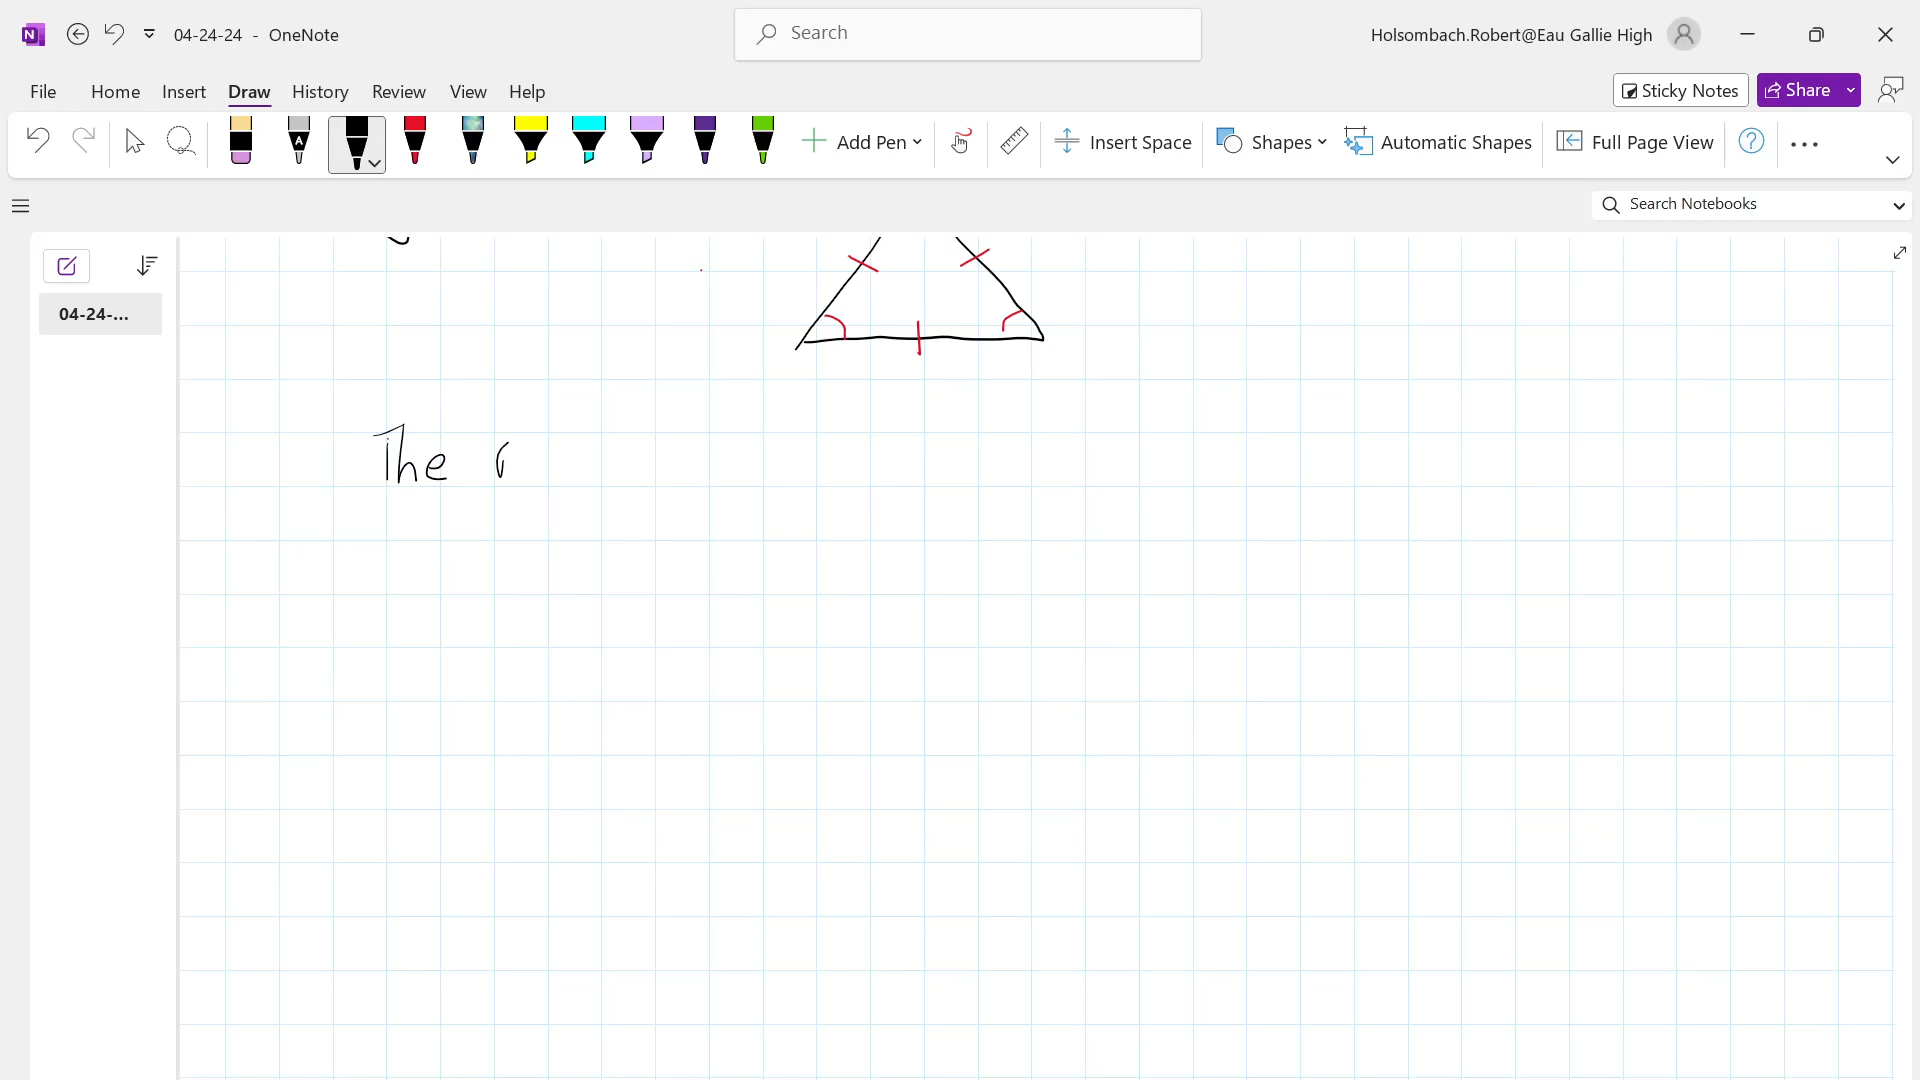 04-24-24 - OneNote
Search
Holsombach.Robert@Eau Gallie High
File Home Insert Draw History Review View Help
Sticky Notes
Share
A
Add Pen
Insert Space
Shapes
Automatic Shapes
Full Page View
Search Notebooks
04-24-...
The